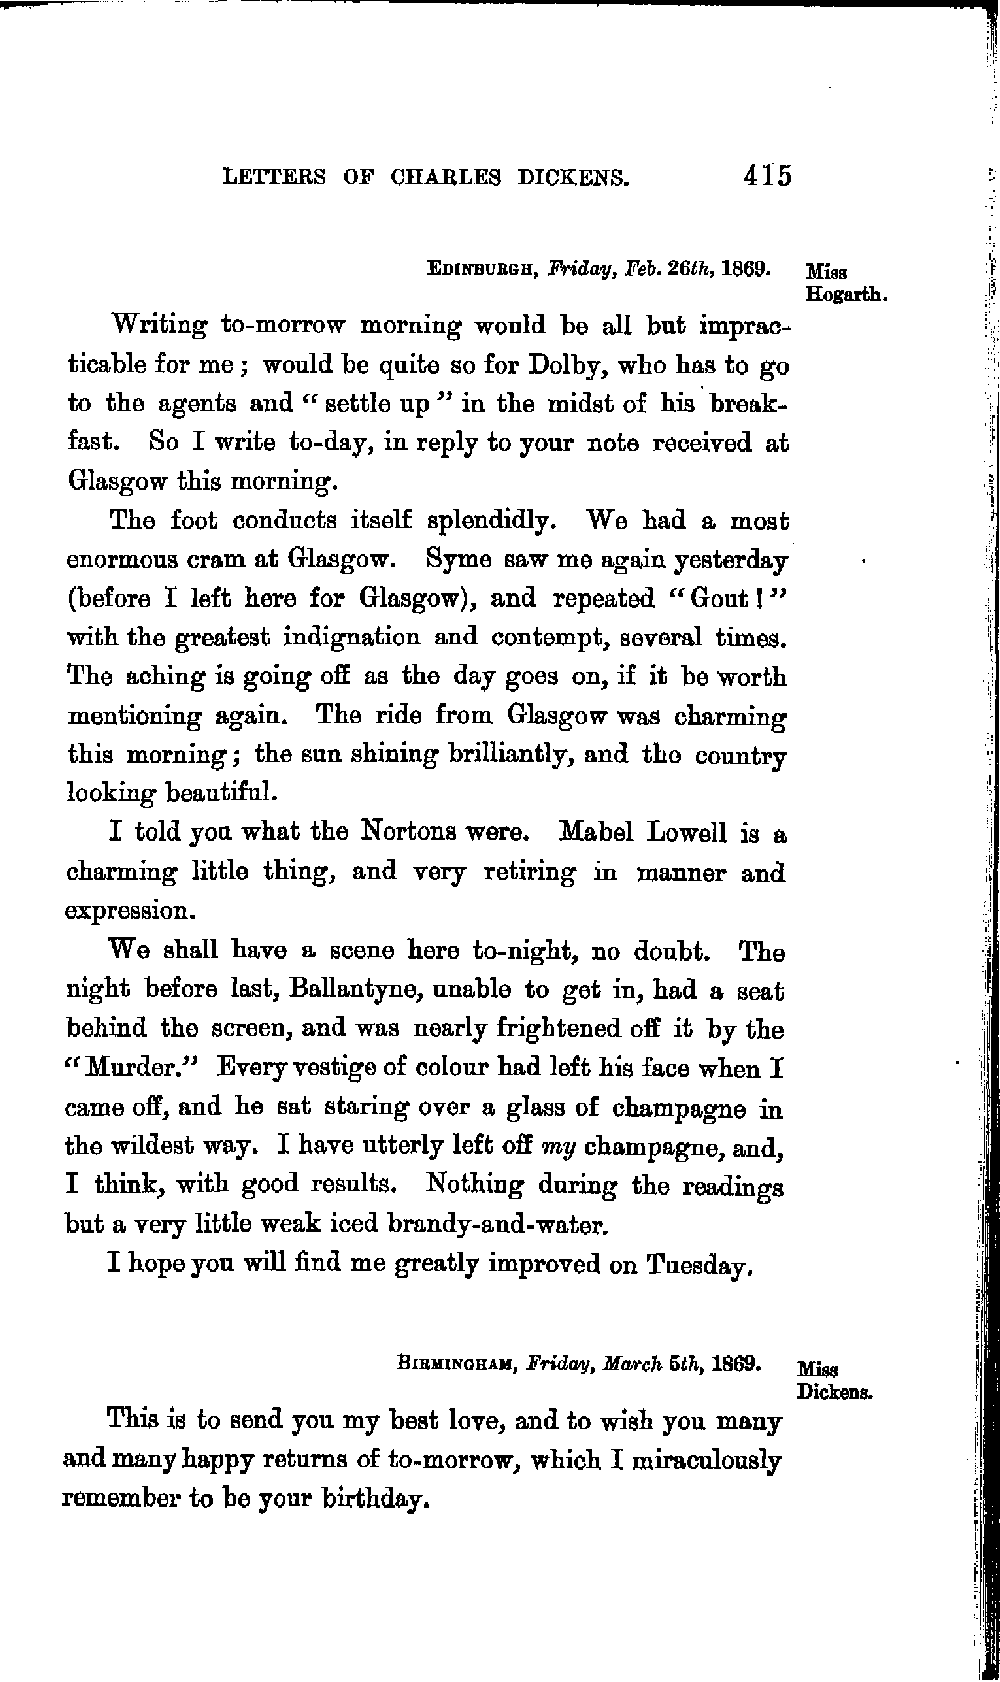 LETTERS OF CHARLES DICKENS. 415
EDINBURGH, Friday, Feb. 26th, 1869.
Miss
Hogarth.
Writing to-morrow morning would be all but imprac-
ticable for me; would be quite so for Dolby, who has to go
to the agents and “settle up” in the midst of his break-
fast. So I write to-day, in reply to your note received at
Glasgow this morning.
The foot conducts itself splendidly. We had a most
enormous cram at Glasgow. Syme saw me again yesterday
(before I left here for Glasgow), and repeated “Gout!”
with the greatest indignation and contempt, several times.
The aching is going off as the day goes on, if it be worth
mentioning again. The ride from Glasgow was charming
this morning; the sun shining brilliantly, and the country
looking beautiful.
I told you what the Nortons were. Mabel Lowell is a
charming little thing, and very retiring in manner and
expression.
We shall have a scene here to-night, no doubt. The
night before last, Ballantyne, unable to get in, had a seat
behind the screen, and was nearly frightened off it by the
“Murder.” Every vestige of colour had left his face when I
came off, and he sat staring over a glass of champagne in
the wildest way. I have utterly left off my champagne, and,
I think, with good results. Nothing during the readings
but a very little weak iced brandy-and-water.
I hope you will find me greatly improved on Tuesday.
BIRMINGHAM, Friday, March 5th, 1869.
Miss
Dickens.
This is to send you my best love, and to wish you many
and many happy returns of to-morrow, which I miraculously
remember to be your birthday.